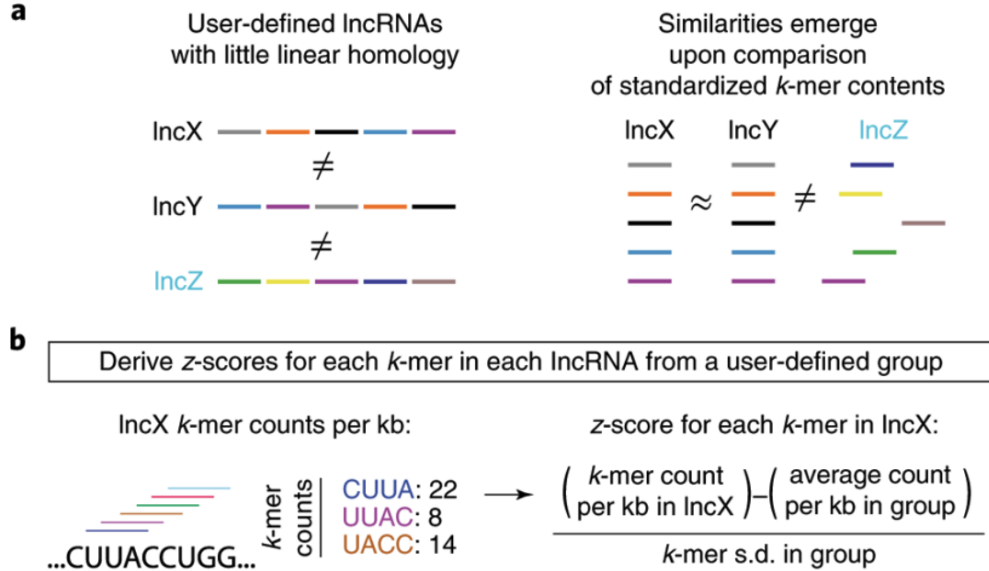 a
User-defined lncRNAs
with little linear homology
lncX
≠
lncY
≠
lncZ
Similarities emerge
upon comparison
of standardized k-mer contents
lncX lncY lncZ
≈ ≠
b
Derive z-scores for each k-mer in each lncRNA from a user-defined group
lncX k-mer counts per kb:
...CUUACCUGG...
k-mer
counts
CUUA: 22
UUAC: 8
UACC: 14
z-score for each k-mer in lncX:
(k-mer count per kb in lncX)–(average count per kb in group)
k-mer s.d. in group